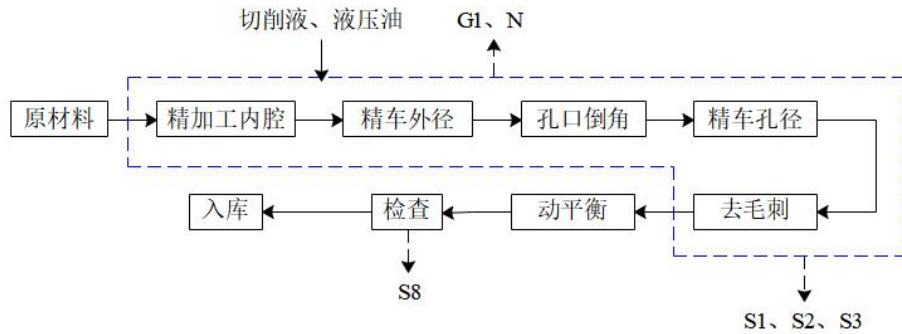 切削液、液压油
G1、N
原材料
精加工内腔
精车外径
孔口倒角
精车孔径
入库
检查
动平衡
去毛刺
S8
S1、S2、S3